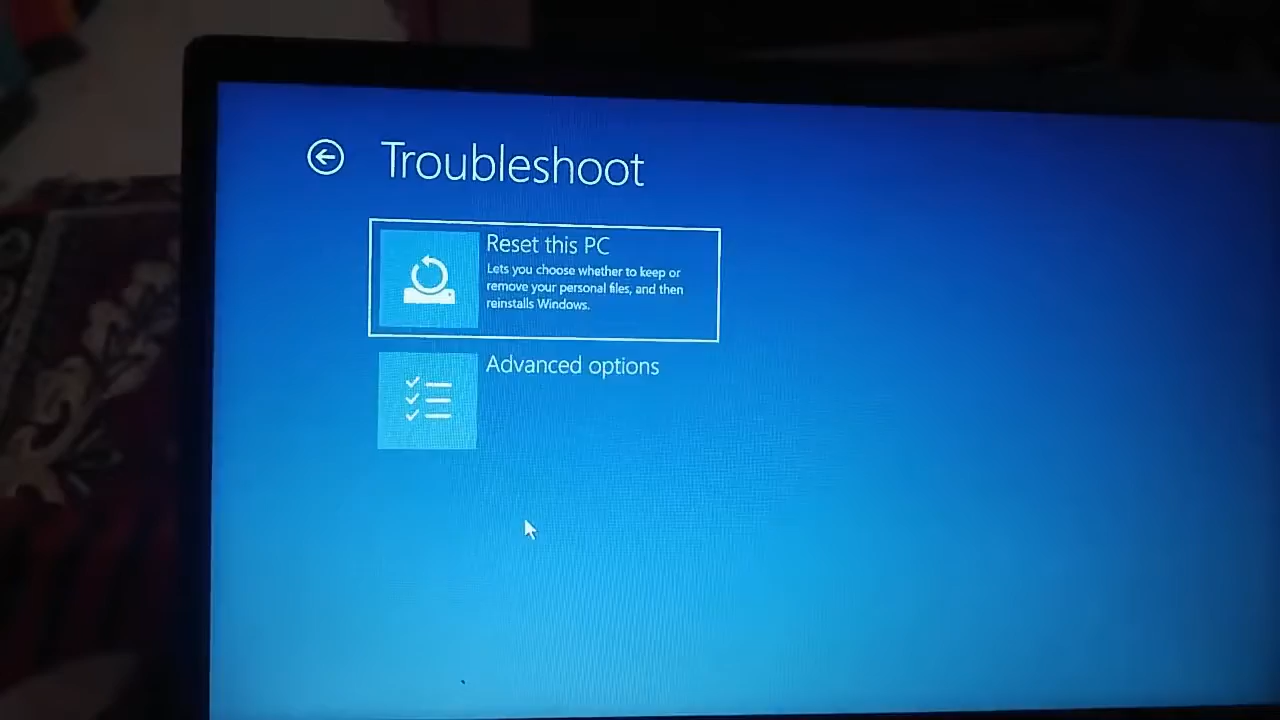 Troubleshoot
Reset this PC
Lets you choose whether to keep or
remove your personal files, and then
reinstalls Windows.
Advanced options